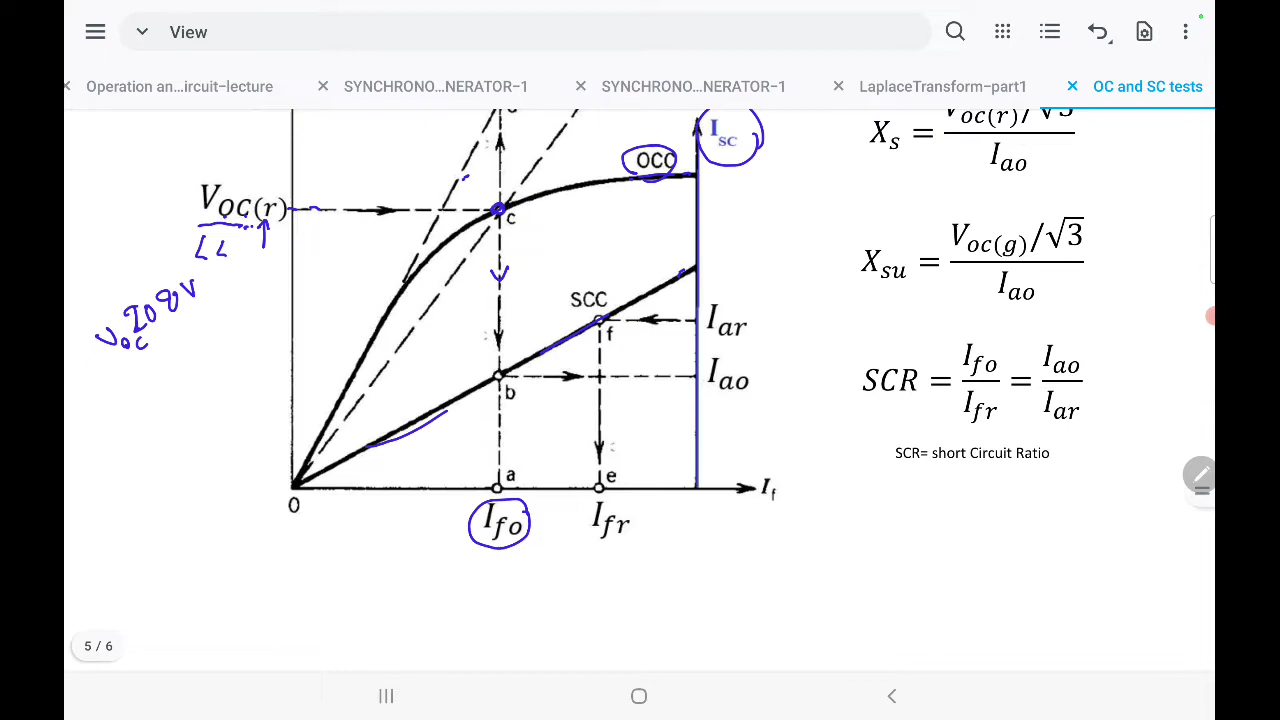 View
Operation an...ircuit-lecture
SYNCHRONO...NERATOR-1
SYNCHRONO...NERATOR-1
LaplaceTransform-part1
OC and SC tests
I_SC
OCC
V_OC(r)
LL
V_OC 208V
c
SCC
I_ar
f
I_ao
b
a
e
I_f
0
I_fo
I_fr
X_s = V_oc(r)/√3 / I_ao
X_su = V_oc(g)/√3 / I_ao
SCR = I_fo / I_fr = I_ao / I_ar
SCR= short Circuit Ratio
5 / 6